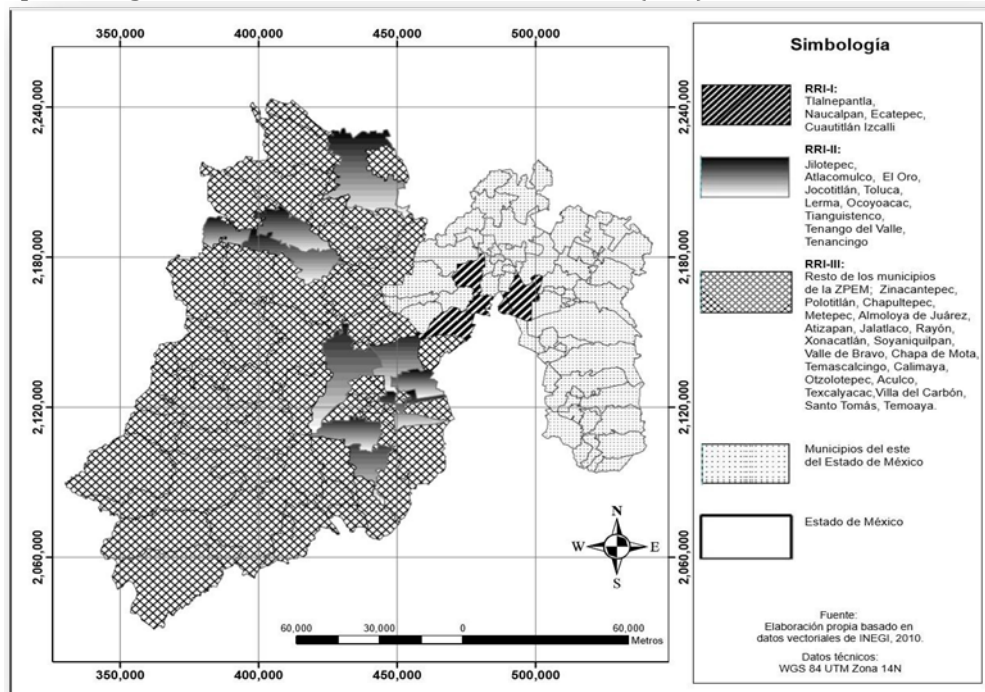 350,000 400,000 450,000 500,000
2,240,000
2,180,000
2,120,000
2,060,000
2,240,000
2,180,000
2,120,000
2,060,000
N
W E
S
60,000 30,000 0 60,000
Metros
350,000 400,000 450,000 500,000
Simbología
RRI-I:
Tlalnepantla,
Naucalpan, Ecatepec,
Cuautitlán Izcalli
RRI-II:
Jilotepec,
Atlacomulco, El Oro,
Jocotitlán, Toluca,
Lerma, Ocoyoacac,
Tianguistenco,
Tenango del Valle,
Tenancingo
RRI-III:
Resto de los municipios
de la ZPEM; Zinacantepec,
Polotitlán, Chapultepec,
Metepec, Almoloya de Juárez,
Atizapan, Jalatlaco, Rayón,
Xonacatlán, Soyaniquilpan,
Valle de Bravo, Chapa de Mota,
Temascalcingo, Calimaya,
Otzolotepec, Aculco,
Texcalyacac,Villa del Carbón,
Santo Tomás, Temoaya.
Municipios del este
del Estado de México
Estado de México
Fuente:
Elaboración propia basado en
datos vectoriales de INEGI, 2010.
Datos técnicos:
WGS 84 UTM Zona 14N